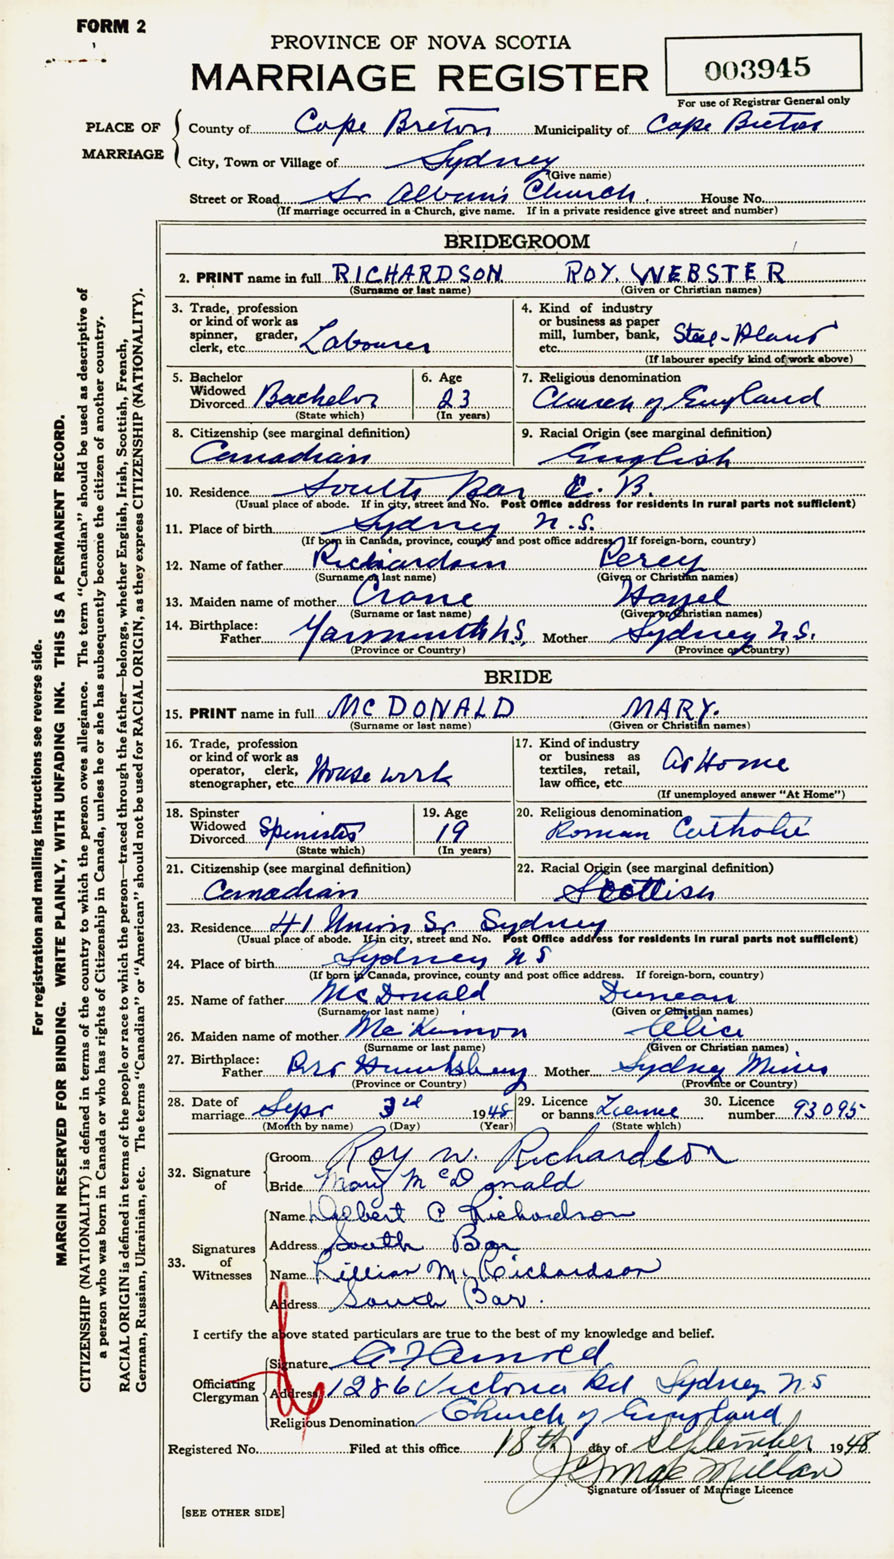 FORM 2
PROVINCE OF NOVA SCOTIA
MARRIAGE REGISTER
003945
For use of Registrar General only
PLACE OF MARRIAGE
County of Cape Breton Municipality of Cape Breton
City, Town or Village of Sydney
(Give name)
Street or Road St Alban's Church. House No.
(If marriage occurred in a Church, give name. If in a private residence give street and number)
BRIDEGROOM
2. PRINT name in full RICHARDSON ROY. WEBSTER
(Surname or last name) (Given or Christian names)
3. Trade, profession or kind of work as spinner, grader, clerk, etc. Labourer
4. Kind of industry or business as paper mill, lumber, bank, etc. Steel-Plant
(If labourer specify kind of work above)
5. Bachelor Widowed Divorced Bachelor
(State which)
6. Age 23
(In years)
7. Religious denomination
Church of England
8. Citizenship (see marginal definition)
Canadian
9. Racial Origin (see marginal definition)
English
10. Residence South Bar C. B.
(Usual place of abode. If in city, street and No. Post Office address for residents in rural parts not sufficient)
11. Place of birth Sydney N.S.
(If born in Canada, province, county and post office address. If foreign-born, country)
12. Name of father Richardson Percy
(Surname or last name) (Given or Christian names)
13. Maiden name of mother Crane Hazel
(Surname or last name) (Given or Christian names)
14. Birthplace: Father Yarmouth N.S. Mother Sydney N.S.
(Province or Country) (Province or Country)
BRIDE
15. PRINT name in full MCDONALD MARY.
(Surname or last name) (Given or Christian names)
16. Trade, profession or kind of work as operator, clerk, stenographer, etc. House work
17. Kind of industry or business as textiles, retail, law office, etc. At Home
(If unemployed answer "At Home")
18. Spinster Widowed Divorced Spinster
(State which)
19. Age 19
(In years)
20. Religious denomination
Roman Catholic
21. Citizenship (see marginal definition)
Canadian
22. Racial Origin (see marginal definition)
Scottish
23. Residence 41 Union St Sydney
(Usual place of abode. If in city, street and No. Post Office address for residents in rural parts not sufficient)
24. Place of birth Sydney N S
(If born in Canada, province, county and post office address. If foreign-born, country)
25. Name of father McDonald Duncan
(Surname or last name) (Given or Christian names)
26. Maiden name of mother McKinnon Alice
(Surname or last name) (Given or Christian names)
27. Birthplace: Father Port Hawksbury Mother Sydney Mines
(Province or Country) (Province or Country)
28. Date of marriage Sept 3rd 1948
(Month by name) (Day) (Year)
29. Licence or banns License
(State which)
30. Licence number 93095
32. Signature of
Groom Roy W. Richardson
Bride Mary McDonald
33. Signatures of Witnesses
Name Delbert C Richardson
Address South Bar
Name Lillian M. Richardson
Address South Bar.
I certify the above stated particulars are true to the best of my knowledge and belief.
Officiating Clergyman
Signature A F Arnold
Address 1286 Victoria Rd Sydney N S
Religious Denomination Church of England
Registered No. Filed at this office 18th day of September 1948
Signature of Issuer of Marriage Licence
[SEE OTHER SIDE]
For registration and mailing instructions see reverse side.
MARGIN RESERVED FOR BINDING. WRITE PLAINLY, WITH UNFADING INK. THIS IS A PERMANENT RECORD.
CITIZENSHIP (NATIONALITY) is defined in terms of the country to which the person owes allegiance. The term "Canadian" should be used as descriptive of
a person who was born in Canada or who has rights of Citizenship in Canada, unless he or she has subsequently become the citizen of another country.
RACIAL ORIGIN is defined in terms of the people or race to which the person—traced through the father—belongs, whether English, Irish, Scottish, French,
German, Russian, Ukrainian, etc. The terms "Canadian" or "American" should not be used for RACIAL ORIGIN, as they express CITIZENSHIP (NATIONALITY).